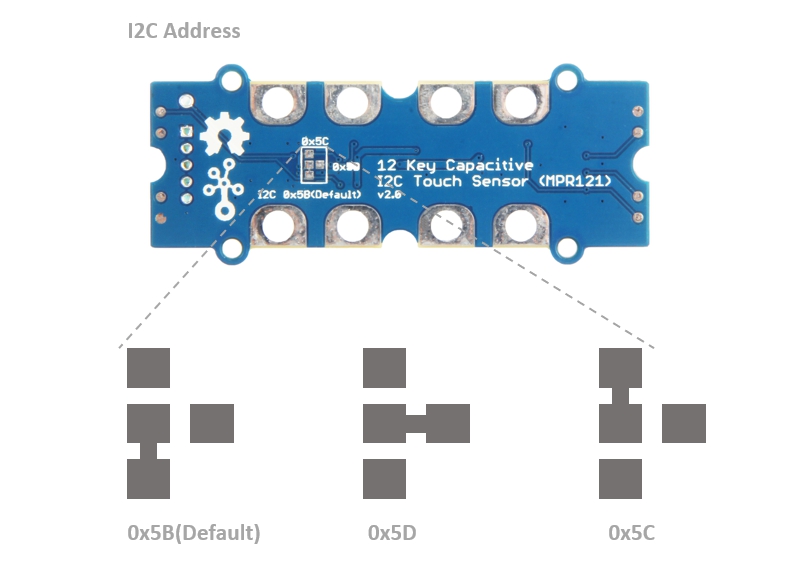 I2C Address
0x5C
12 Key Capacitive
I2C Touch Sensor (MPR121)
I2C 0x5B(Default)
v2.0
0x5B(Default)
0x5D
0x5C